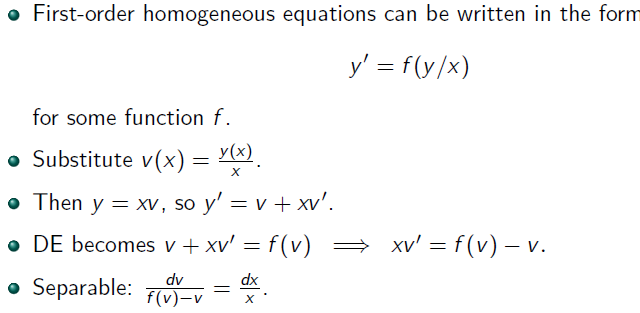 • First-order homogeneous equations can be written in the form
y′ = f(y/x)
for some function f.
• Substitute v(x) = y(x)/x.
• Then y = xv, so y′ = v + xv′.
• DE becomes v + xv′ = f(v) ⟹ xv′ = f(v) − v.
• Separable: dv/f(v)−v = dx/x.